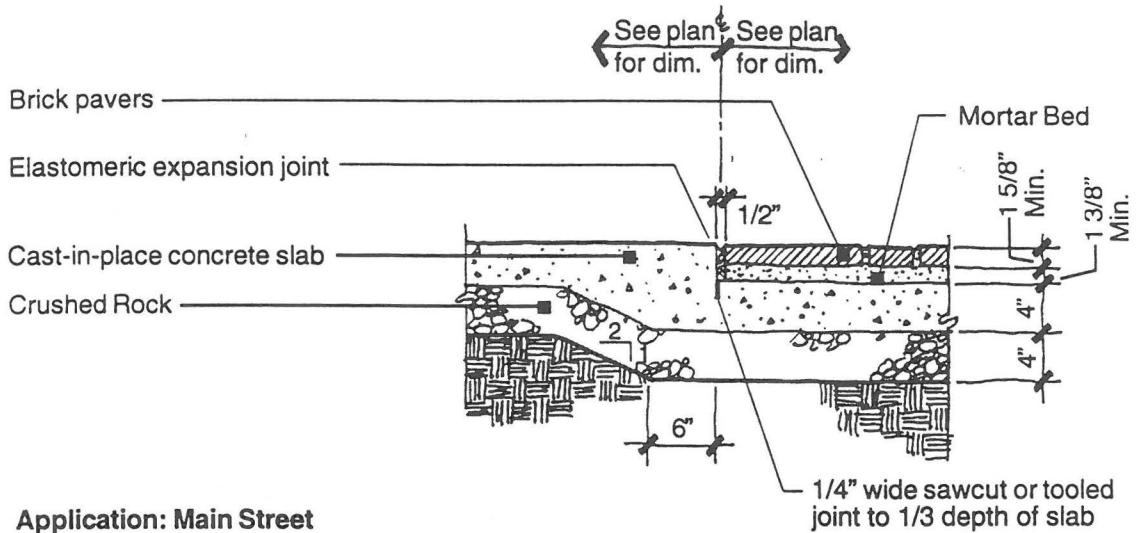 ℄
See plan See plan
for dim. for dim.
Brick pavers
Mortar Bed
Elastomeric expansion joint
1/2"
1 5/8"
Min.
1 3/8"
Min.
Cast-in-place concrete slab
Crushed Rock
4"
2
4"
6"
1/4" wide sawcut or tooled
joint to 1/3 depth of slab
Application: Main Street